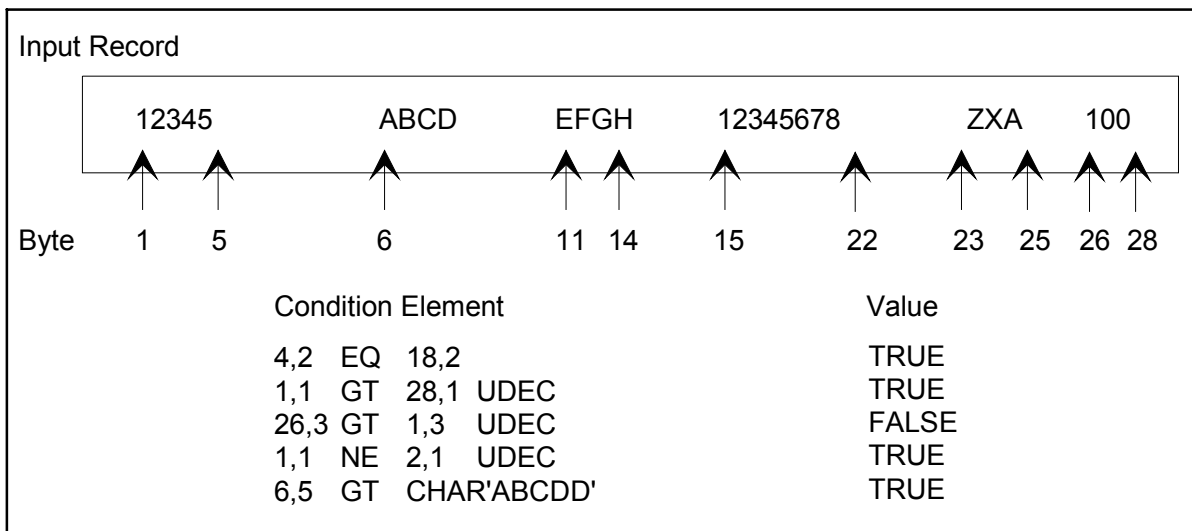 Input Record
12345 ABCD EFGH 12345678 ZXA 100
Byte 1 5 6 11 14 15 22 23 25 26 28
Condition Element Value
4,2 EQ 18,2 TRUE
1,1 GT 28,1 UDEC TRUE
26,3 GT 1,3 UDEC FALSE
1,1 NE 2,1 UDEC TRUE
6,5 GT CHAR'ABCDD' TRUE